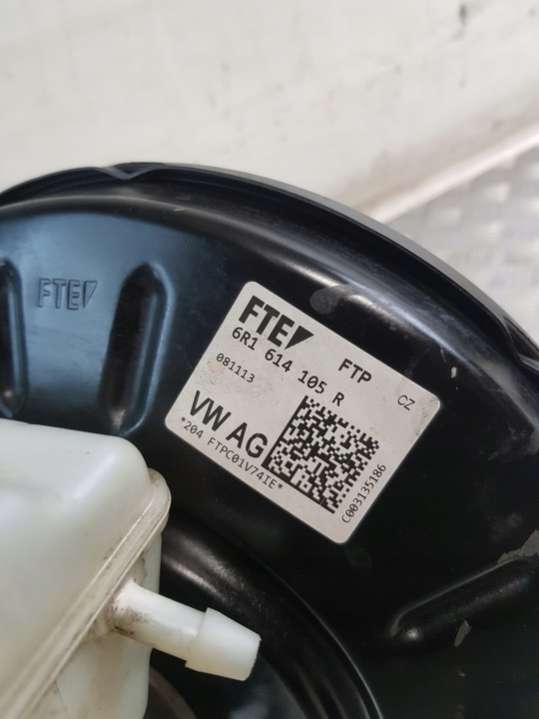 FTE
FTE
FTP CZ
6R1 614 105 R
081113
VW AG
*204 FTPC01V74IE*
C003135186